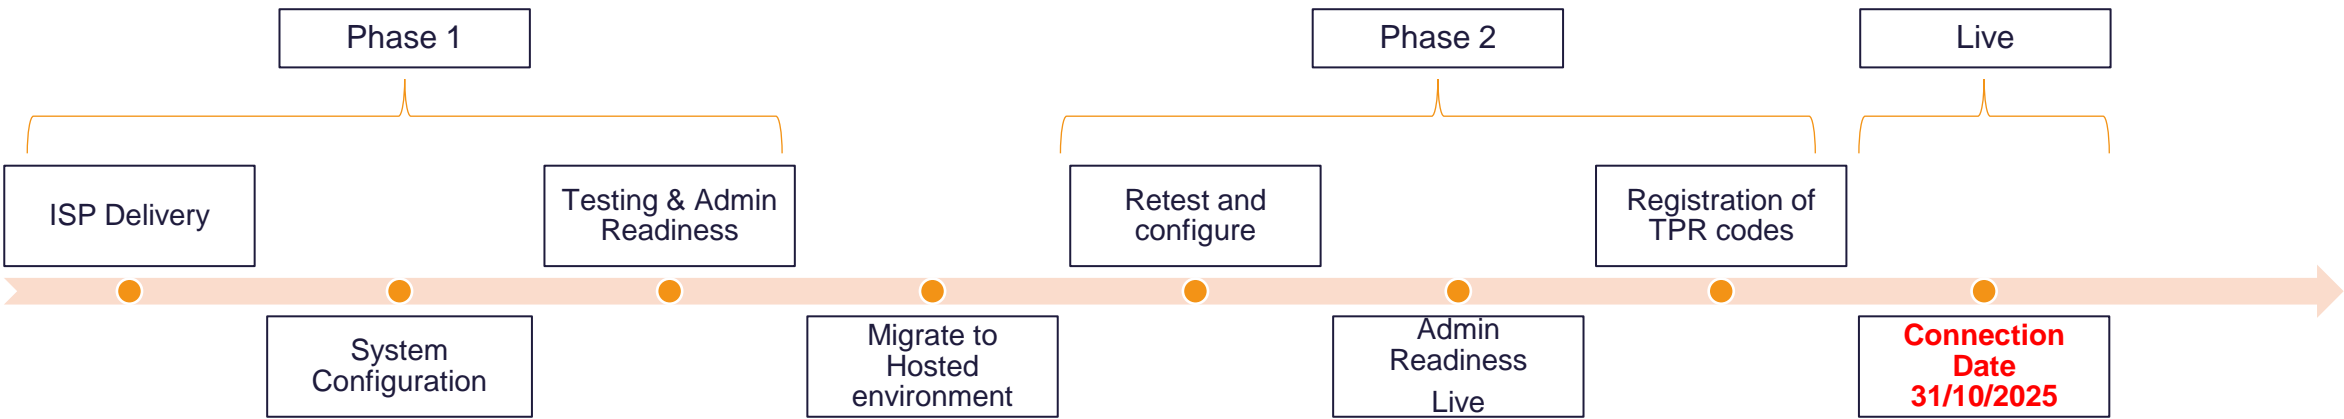 Phase 1
Phase 2
Live
ISP Delivery
Testing & Admin
Readiness
Retest and
configure
Registration of
TPR codes
System
Configuration
Migrate to
Hosted
environment
Admin
Readiness
Live
Connection
Date
31/10/2025